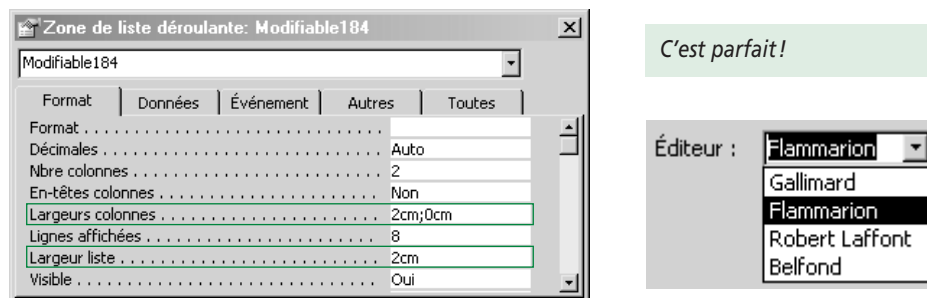 Zone de liste déroulante: Modifiable184
Modifiable184
Format Données Événement Autres Toutes
Format . . . . . . . . . . . . . . . . . . . . . . . . . . . . . . .
Décimales . . . . . . . . . . . . . . . . . . . . . . . . . . . . Auto
Nbre colonnes . . . . . . . . . . . . . . . . . . . . . . . . 2
En-têtes colonnes . . . . . . . . . . . . . . . . . . . . . Non
Largeurs colonnes . . . . . . . . . . . . . . . . . . . . . 2cm;0cm
Lignes affichées . . . . . . . . . . . . . . . . . . . . . . . 8
Largeur liste . . . . . . . . . . . . . . . . . . . . . . . . . . 2cm
Visible . . . . . . . . . . . . . . . . . . . . . . . . . . . . . . . Oui
C'est parfait!
Éditeur : Flammarion
Gallimard
Flammarion
Robert Laffont
Belfond